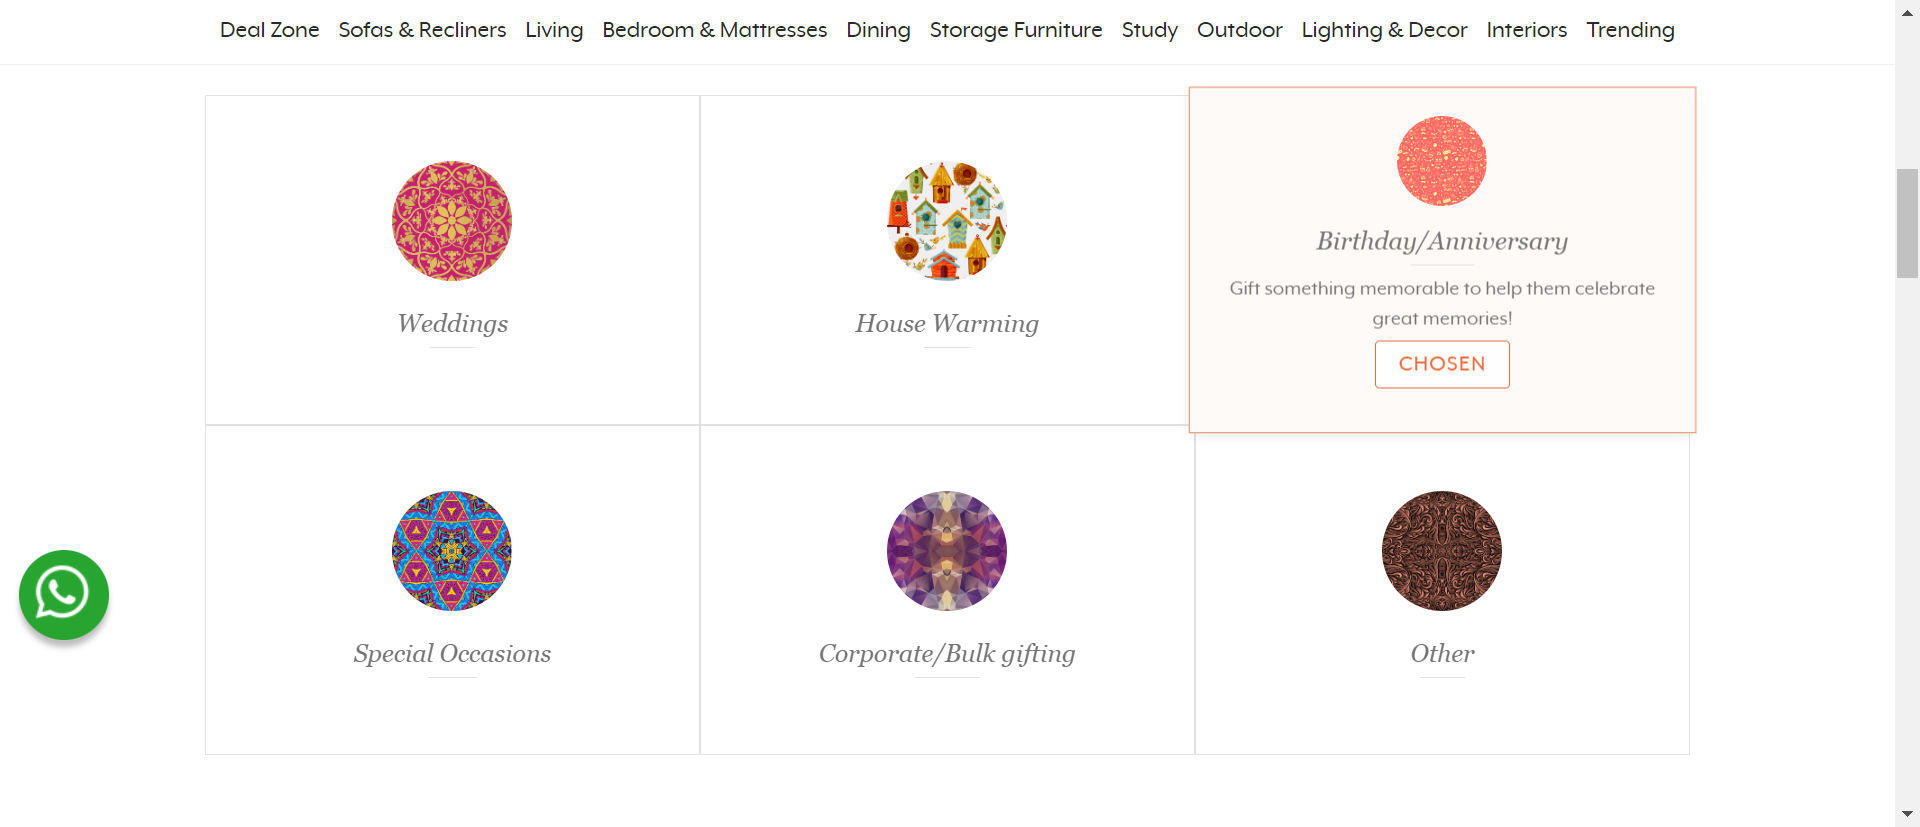 Deal Zone Sofas & Recliners Living Bedroom & Mattresses Dining Storage Furniture Study Outdoor Lighting & Decor Interiors Trending
Weddings
House Warming
Birthday/Anniversary
Gift something memorable to help them celebrate
great memories!
CHOSEN
Special Occasions
Corporate/Bulk gifting
Other